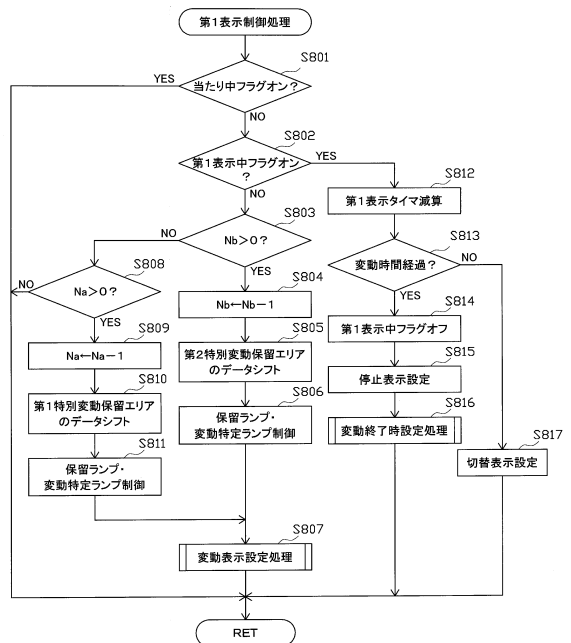 第1表示制御処理
S801
当たり中フラグオン?
YES
NO
S802
第1表示中フラグオン
?
YES
NO
S803
Nb>0?
NO
YES
S804
Nb←Nb-1
S805
第2特別変動保留エリア
のデータシフト
S806
保留ランプ・
変動特定ランプ制御
S808
Na>0?
NO
YES
S809
Na←Na-1
S810
第1特別変動保留エリア
のデータシフト
S811
保留ランプ・
変動特定ランプ制御
S807
変動表示設定処理
S812
第1表示タイマ減算
S813
変動時間経過?
NO
YES
S814
第1表示中フラグオフ
S815
停止表示設定
S816
変動終了時設定処理
S817
切替表示設定
RET